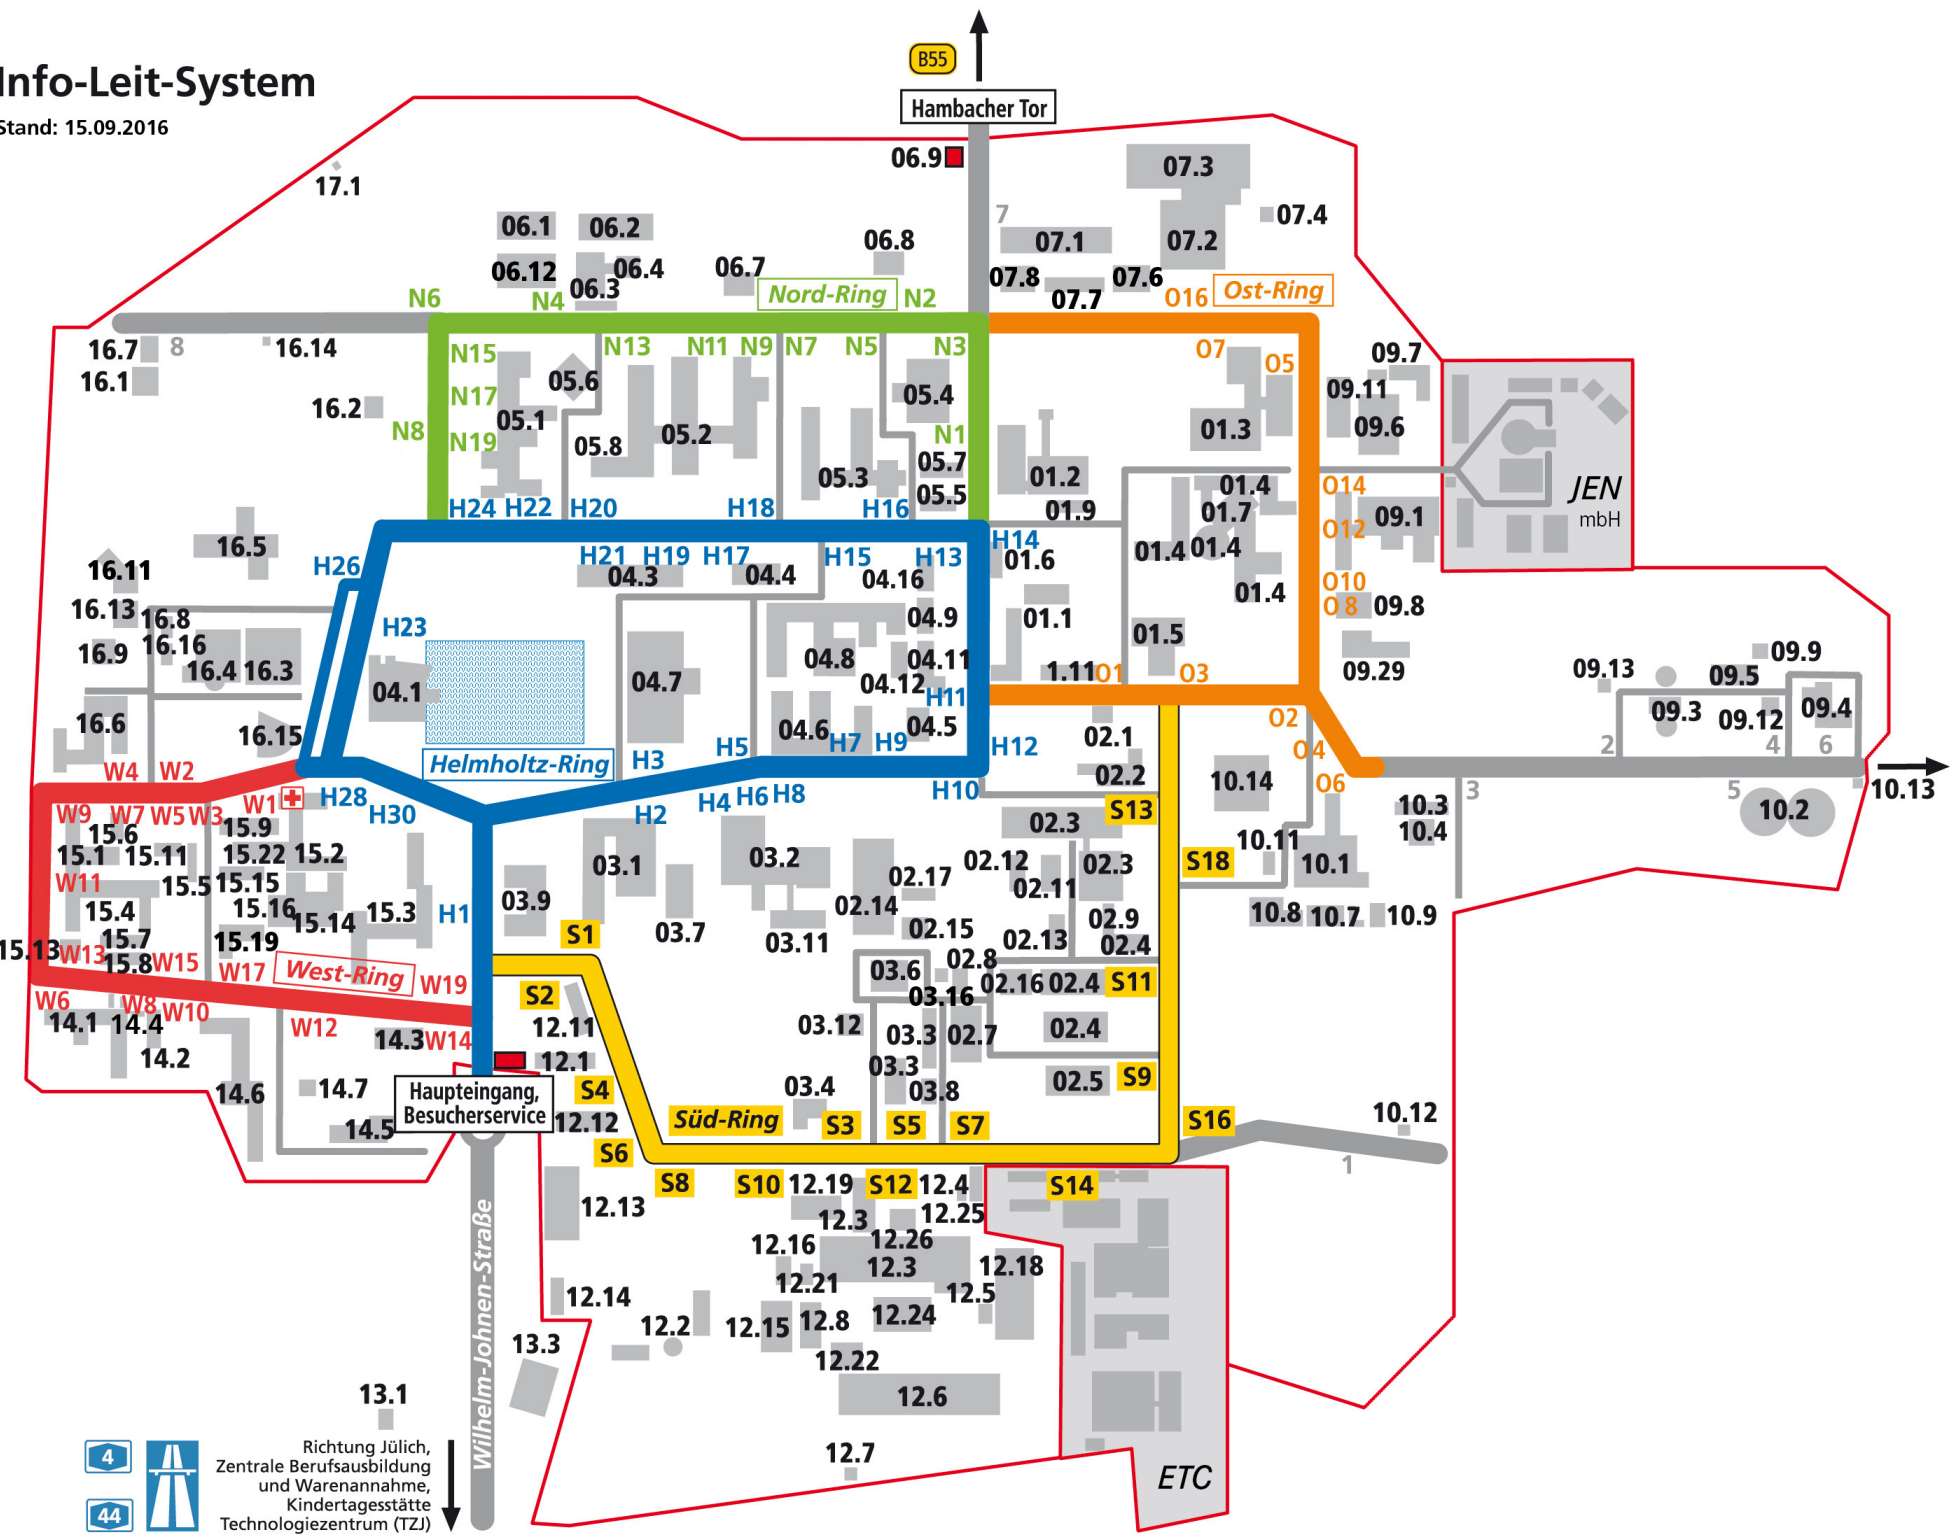 Info-Leit-System
Stand: 15.09.2016
B55
Hambacher Tor
06.9
17.1
7
07.3
07.4
07.1
07.2
07.8
07.7
07.6
O16
Ost-Ring
06.1
06.2
06.12
06.4
06.3
06.7
06.8
Nord-Ring
N6
N4
N2
16.7
8
16.14
16.1
16.2
N15
N13
N11
N9
N7
N5
N3
N17
N8
N19
N1
05.6
05.1
05.8
05.2
05.4
05.3
05.7
05.5
O7
O5
01.3
09.7
09.11
09.6
01.2
01.9
01.4
01.7
01.4
01.4
01.4
O14
O12
09.1
JEN
mbH
H24
H22
H20
H18
H16
H14
H26
H21
H19
H17
H15
H13
04.3
04.4
04.16
01.6
01.1
01.5
1.11
O1
O3
O10
O8
09.8
09.29
16.5
16.11
16.13
16.8
16.16
16.9
16.4
16.3
16.6
16.15
H23
04.1
04.7
04.9
04.8
04.11
04.12
H11
04.6
04.5
H7
H9
H5
H3
Helmholtz-Ring
H12
H10
H2
H4
H6
H8
H28
H30
H1
09.13
09.9
09.5
09.3
09.12
09.4
2
4
6
O2
O4
O6
02.1
02.2
10.14
3
5
10.2
10.13
10.3
10.4
10.11
10.1
10.8
10.7
10.9
S13
S18
W4
W2
W9
W7
W5
W3
W1
15.6
15.9
15.1
15.11
15.22
15.2
W11
15.5
15.15
15.4
15.16
15.14
15.3
15.13
W13
15.7
15.8
W15
15.19
W17
West-Ring
W19
W6
W8
W10
W12
W14
14.1
14.4
14.2
14.3
14.6
14.7
14.5
03.9
03.1
03.7
03.2
03.11
02.14
02.17
02.15
02.3
02.12
02.11
02.3
02.9
02.13
02.4
02.8
03.6
03.16
02.16
02.4
S11
03.12
03.3
02.7
02.4
03.3
03.8
02.5
S9
03.4
S1
S2
12.11
12.1
S4
12.12
S6
Süd-Ring
S3
S5
S7
S16
10.12
1
S8
S10
12.19
S12
12.4
S14
Haupteingang,
Besucherservice
12.13
12.3
12.25
12.16
12.26
12.3
12.18
12.21
12.5
12.14
12.2
12.15
12.8
12.24
12.22
12.6
12.7
13.3
13.1
Wilhelm-Johnen-Straße
ETC
4
44
Richtung Jülich,
Zentrale Berufsausbildung
und Warenannahme,
Kindertagesstätte
Technologiezentrum (TZJ)